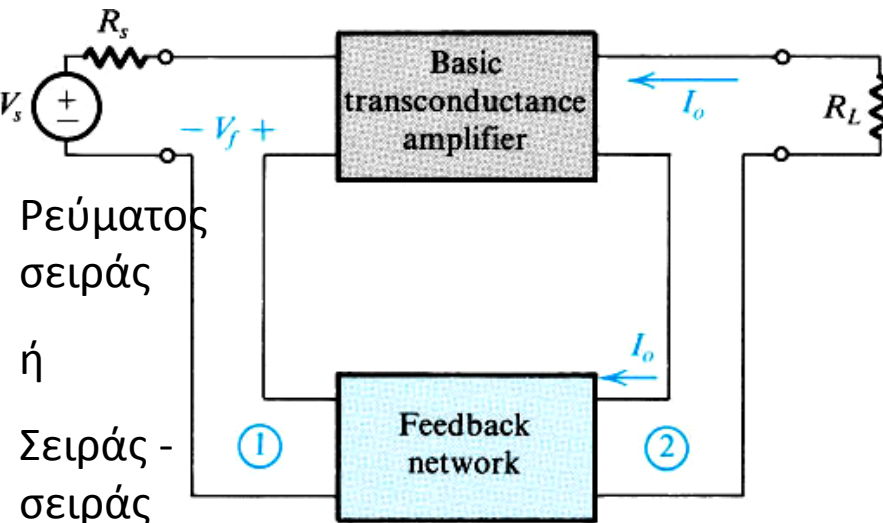 R_s
Basic
transconductance
amplifier
I_o
V_s
+
−
− V_f +
R_L
Ρεύματος
σειράς
ή
Σειράς -
σειράς
I_o
1
Feedback
network
2